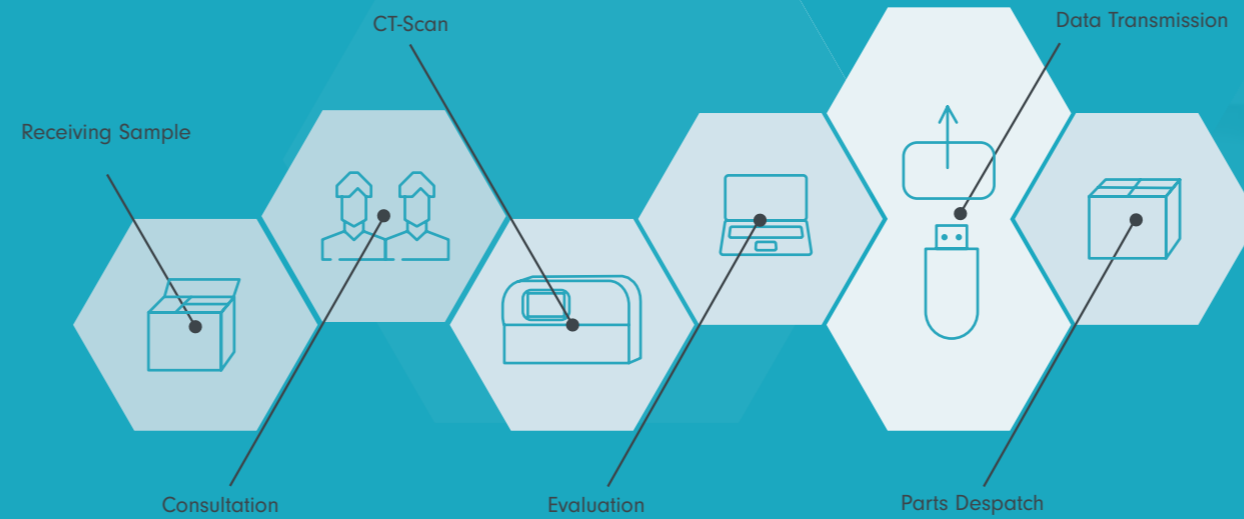 Receiving Sample
Consultation
CT-Scan
Evaluation
Data Transmission
Parts Despatch